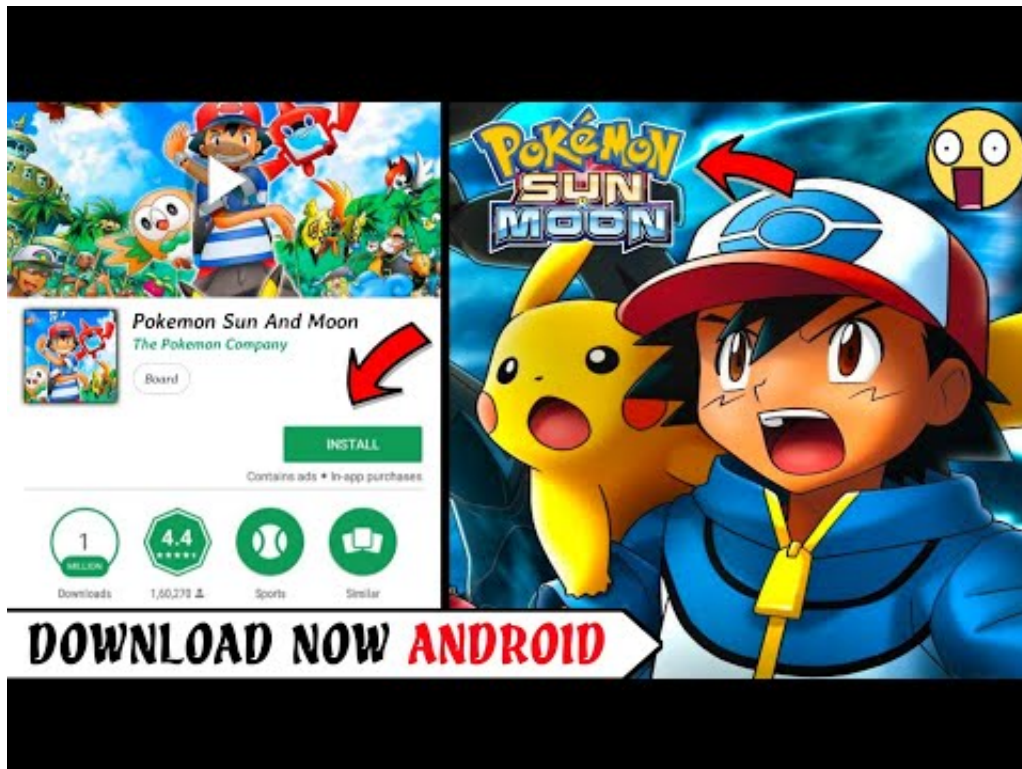 POKÉMON
SUN
MOON
Pokemon Sun And Moon
The Pokemon Company
Board
INSTALL
Contains ads • In-app purchases
1
MILLION
Downloads
4.4
1,60,270
Sports
Similar
DOWNLOAD NOW ANDROID